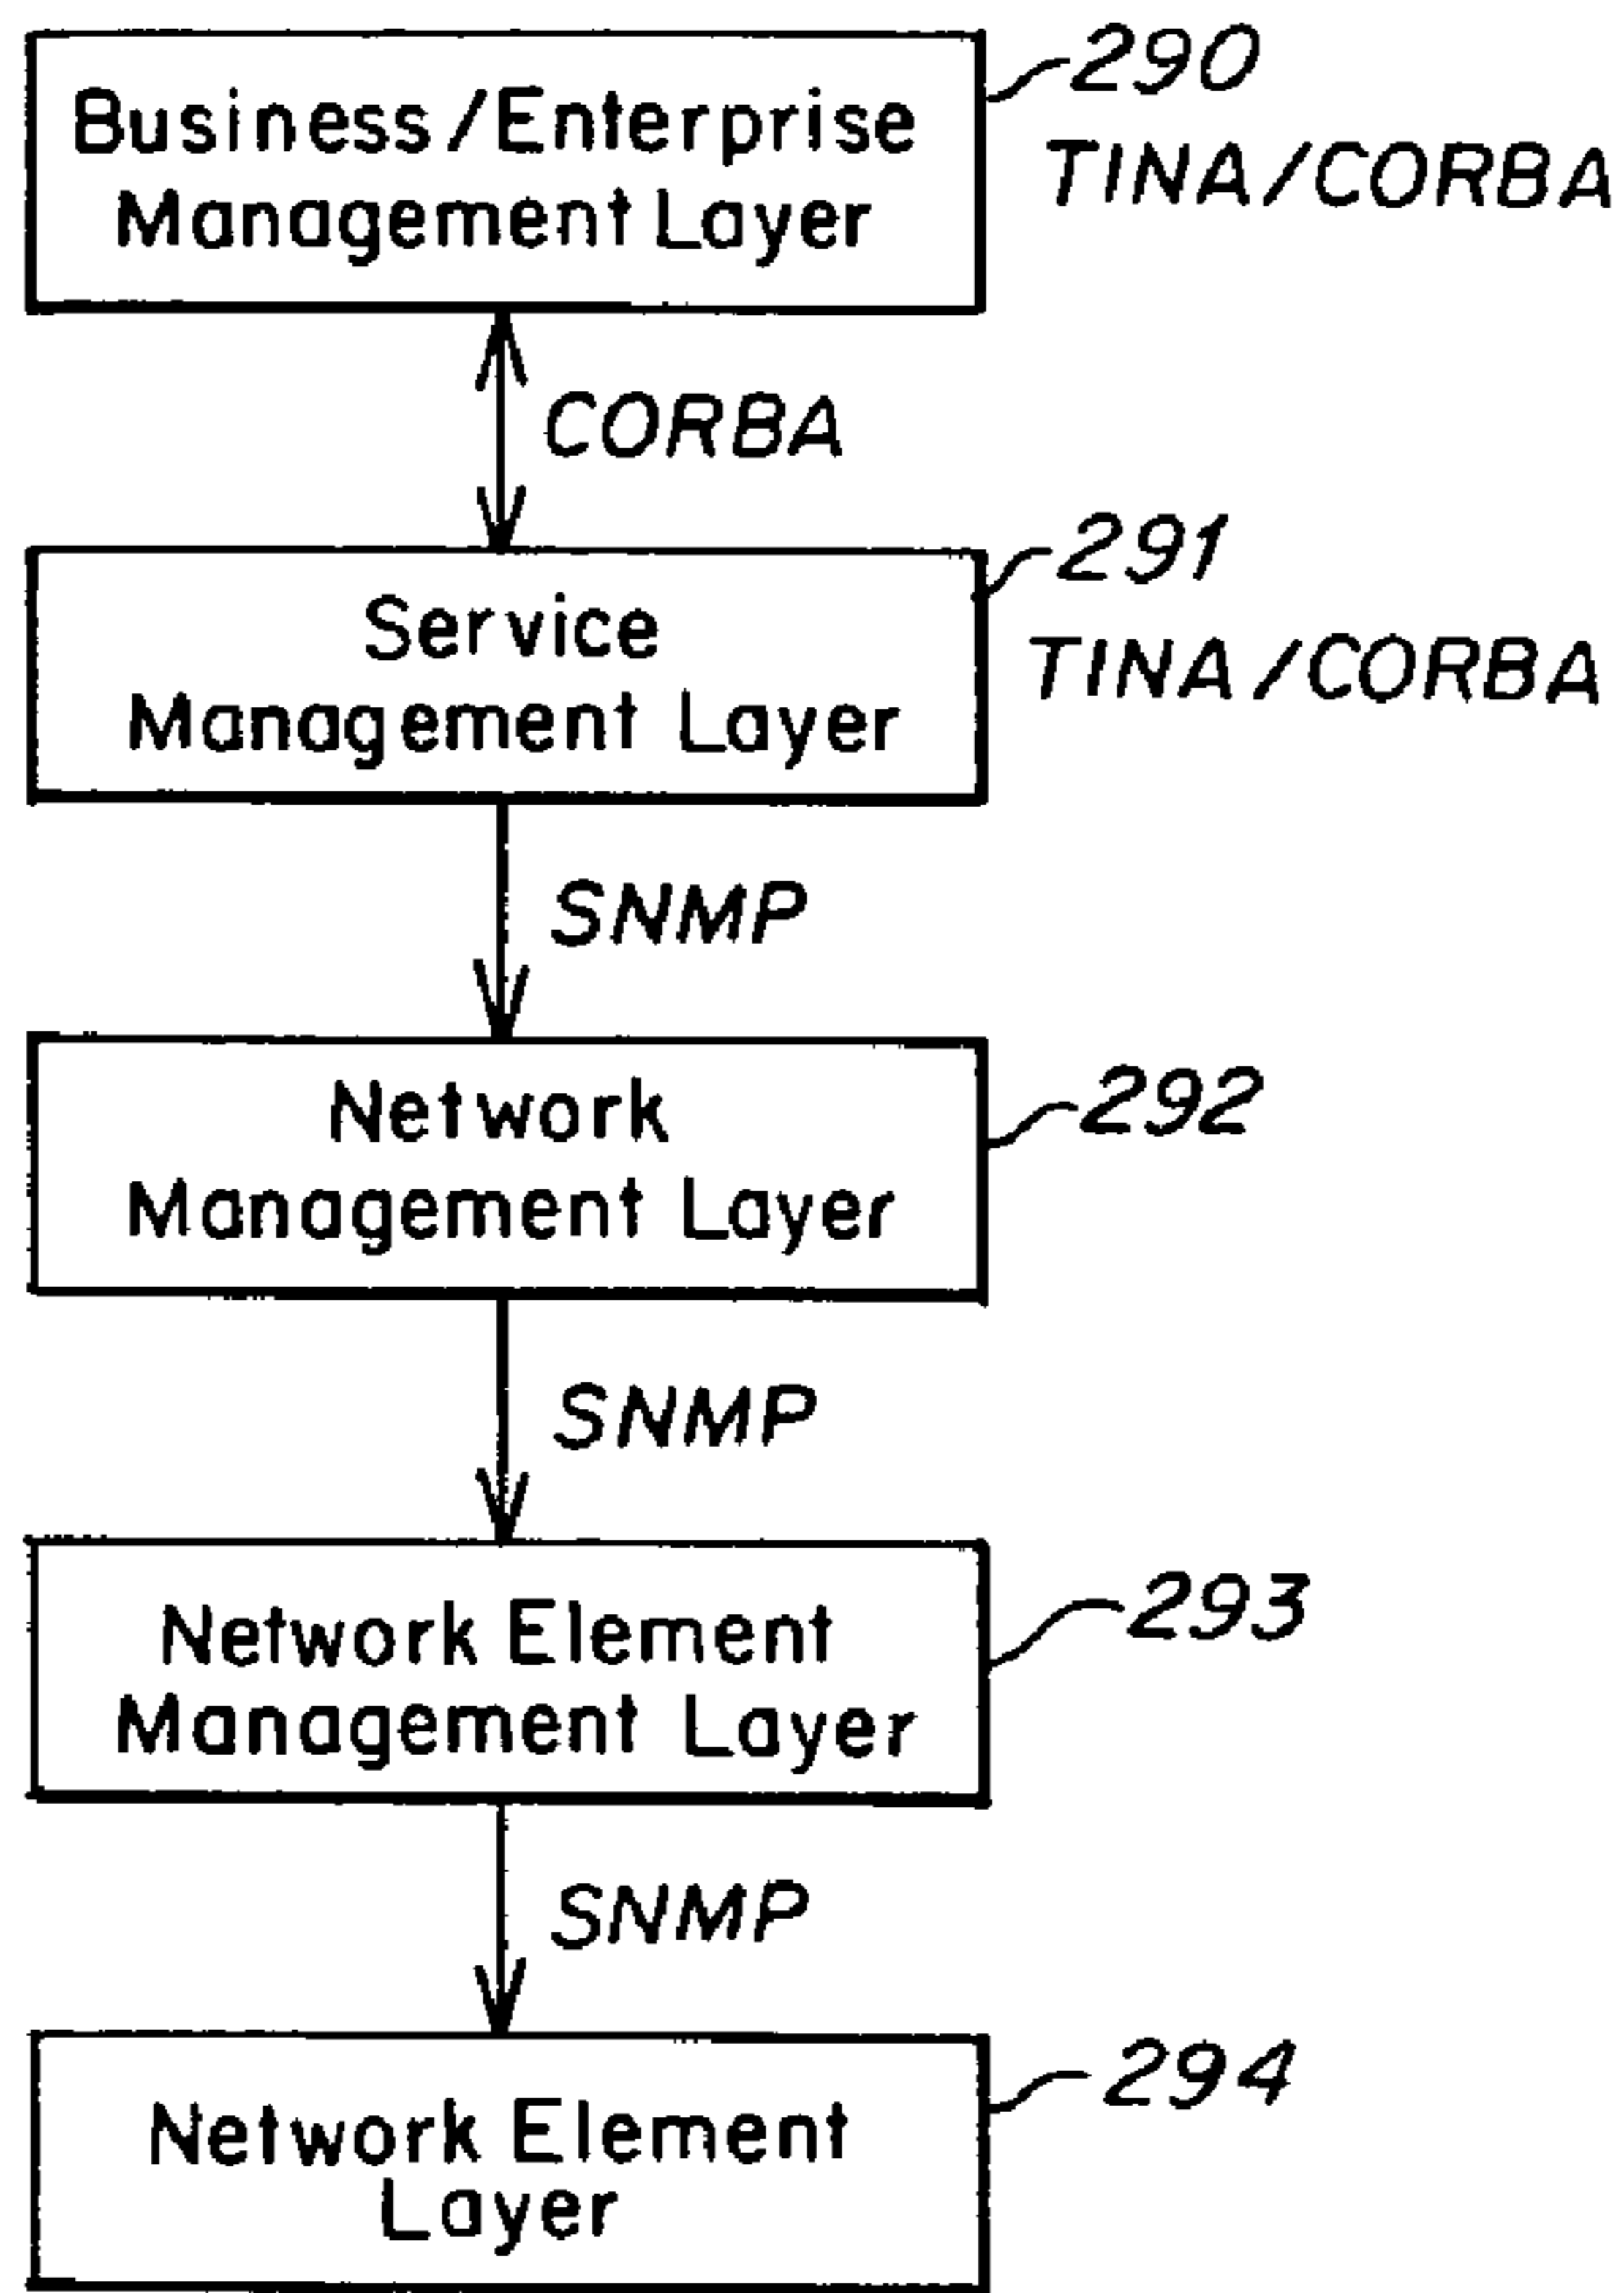 290
Business/Enterprise
Management Layer
TINA/CORBA
CORBA
291
Service
Management Layer
TINA/CORBA
SNMP
292
Network
Management Layer
SNMP
293
Network Element
Management Layer
SNMP
294
Network Element
Layer